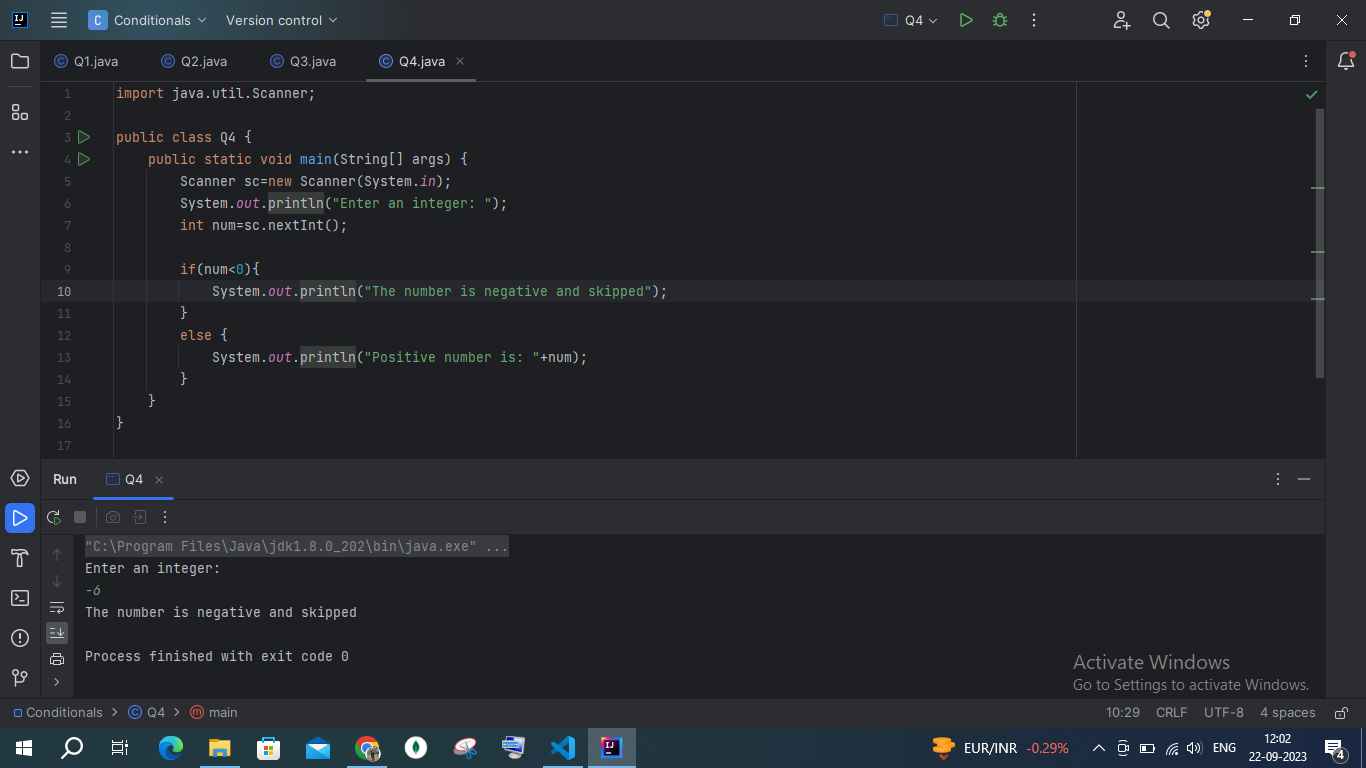 C Conditionals Version control Q4
Q1.java Q2.java Q3.java Q4.java
1 import java.util.Scanner;
2
3 public class Q4 {
4 public static void main(String[] args) {
5 Scanner sc=new Scanner(System.in);
6 System.out.println("Enter an integer: ");
7 int num=sc.nextInt();
8
9 if(num<0){
10 System.out.println("The number is negative and skipped");
11 }
12 else {
13 System.out.println("Positive number is: "+num);
14 }
15 }
16 }
17
Run Q4
"C:\Program Files\Java\jdk1.8.0_202\bin\java.exe" ...
Enter an integer:
-6
The number is negative and skipped
Process finished with exit code 0
Activate Windows
Go to Settings to activate Windows.
Conditionals > Q4 > main 10:29 CRLF UTF-8 4 spaces
EUR/INR -0.29% ENG 12:02
22-09-2023 4